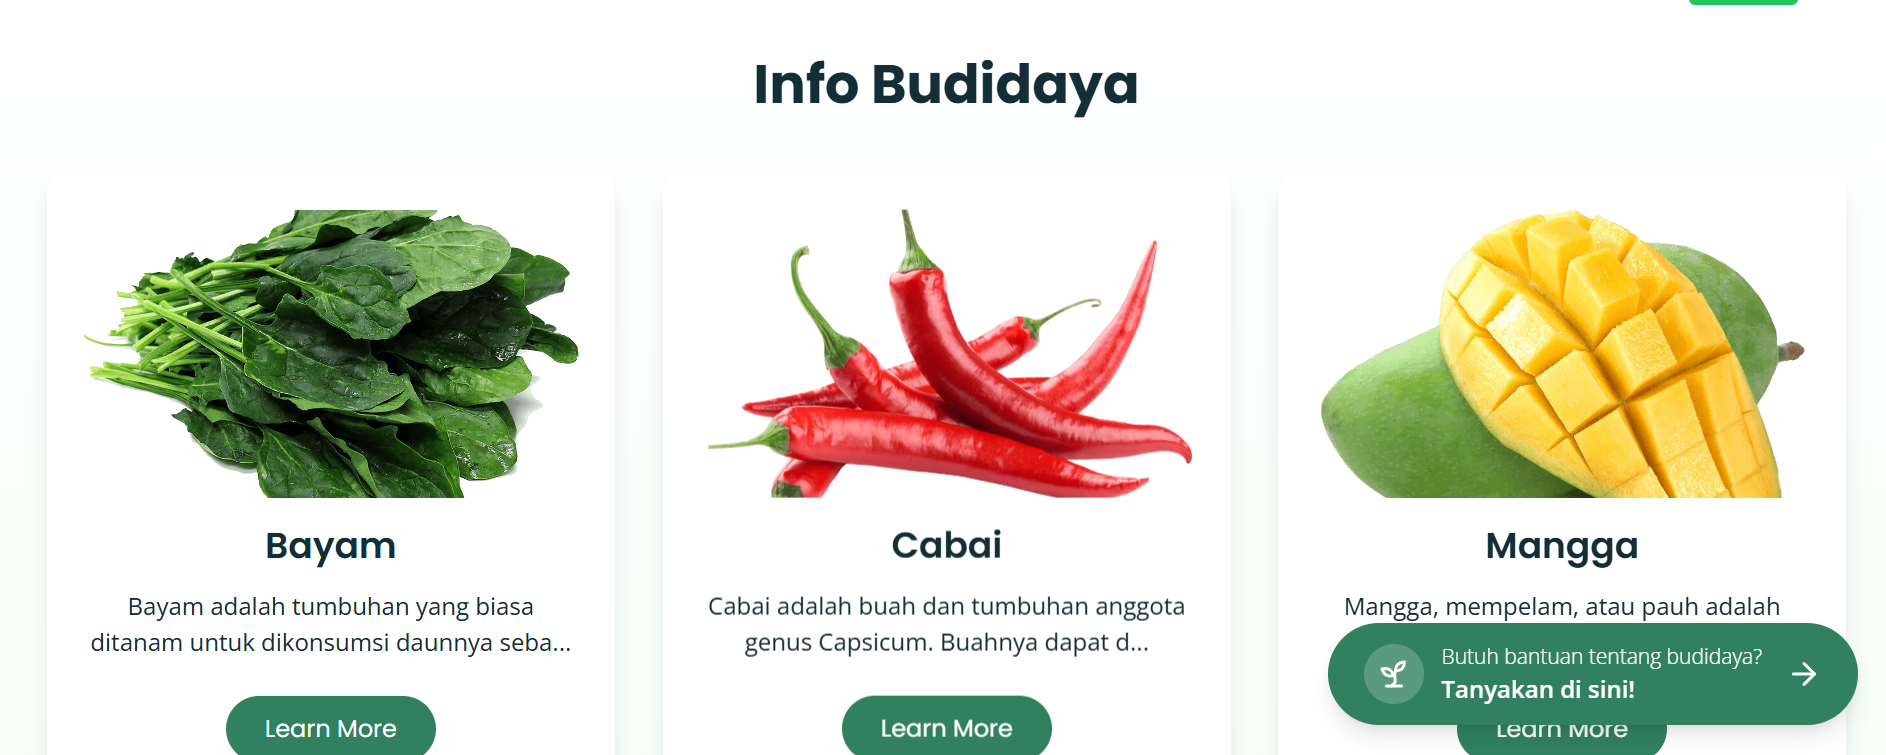 Info Budidaya
Bayam
Bayam adalah tumbuhan yang biasa
ditanam untuk dikonsumsi daunnya seba...
Learn More
Cabai
Cabai adalah buah dan tumbuhan anggota
genus Capsicum. Buahnya dapat d...
Learn More
Mangga
Mangga, mempelam, atau pauh adalah
Butuh bantuan tentang budidaya?
Tanyakan di sini!
Learn More